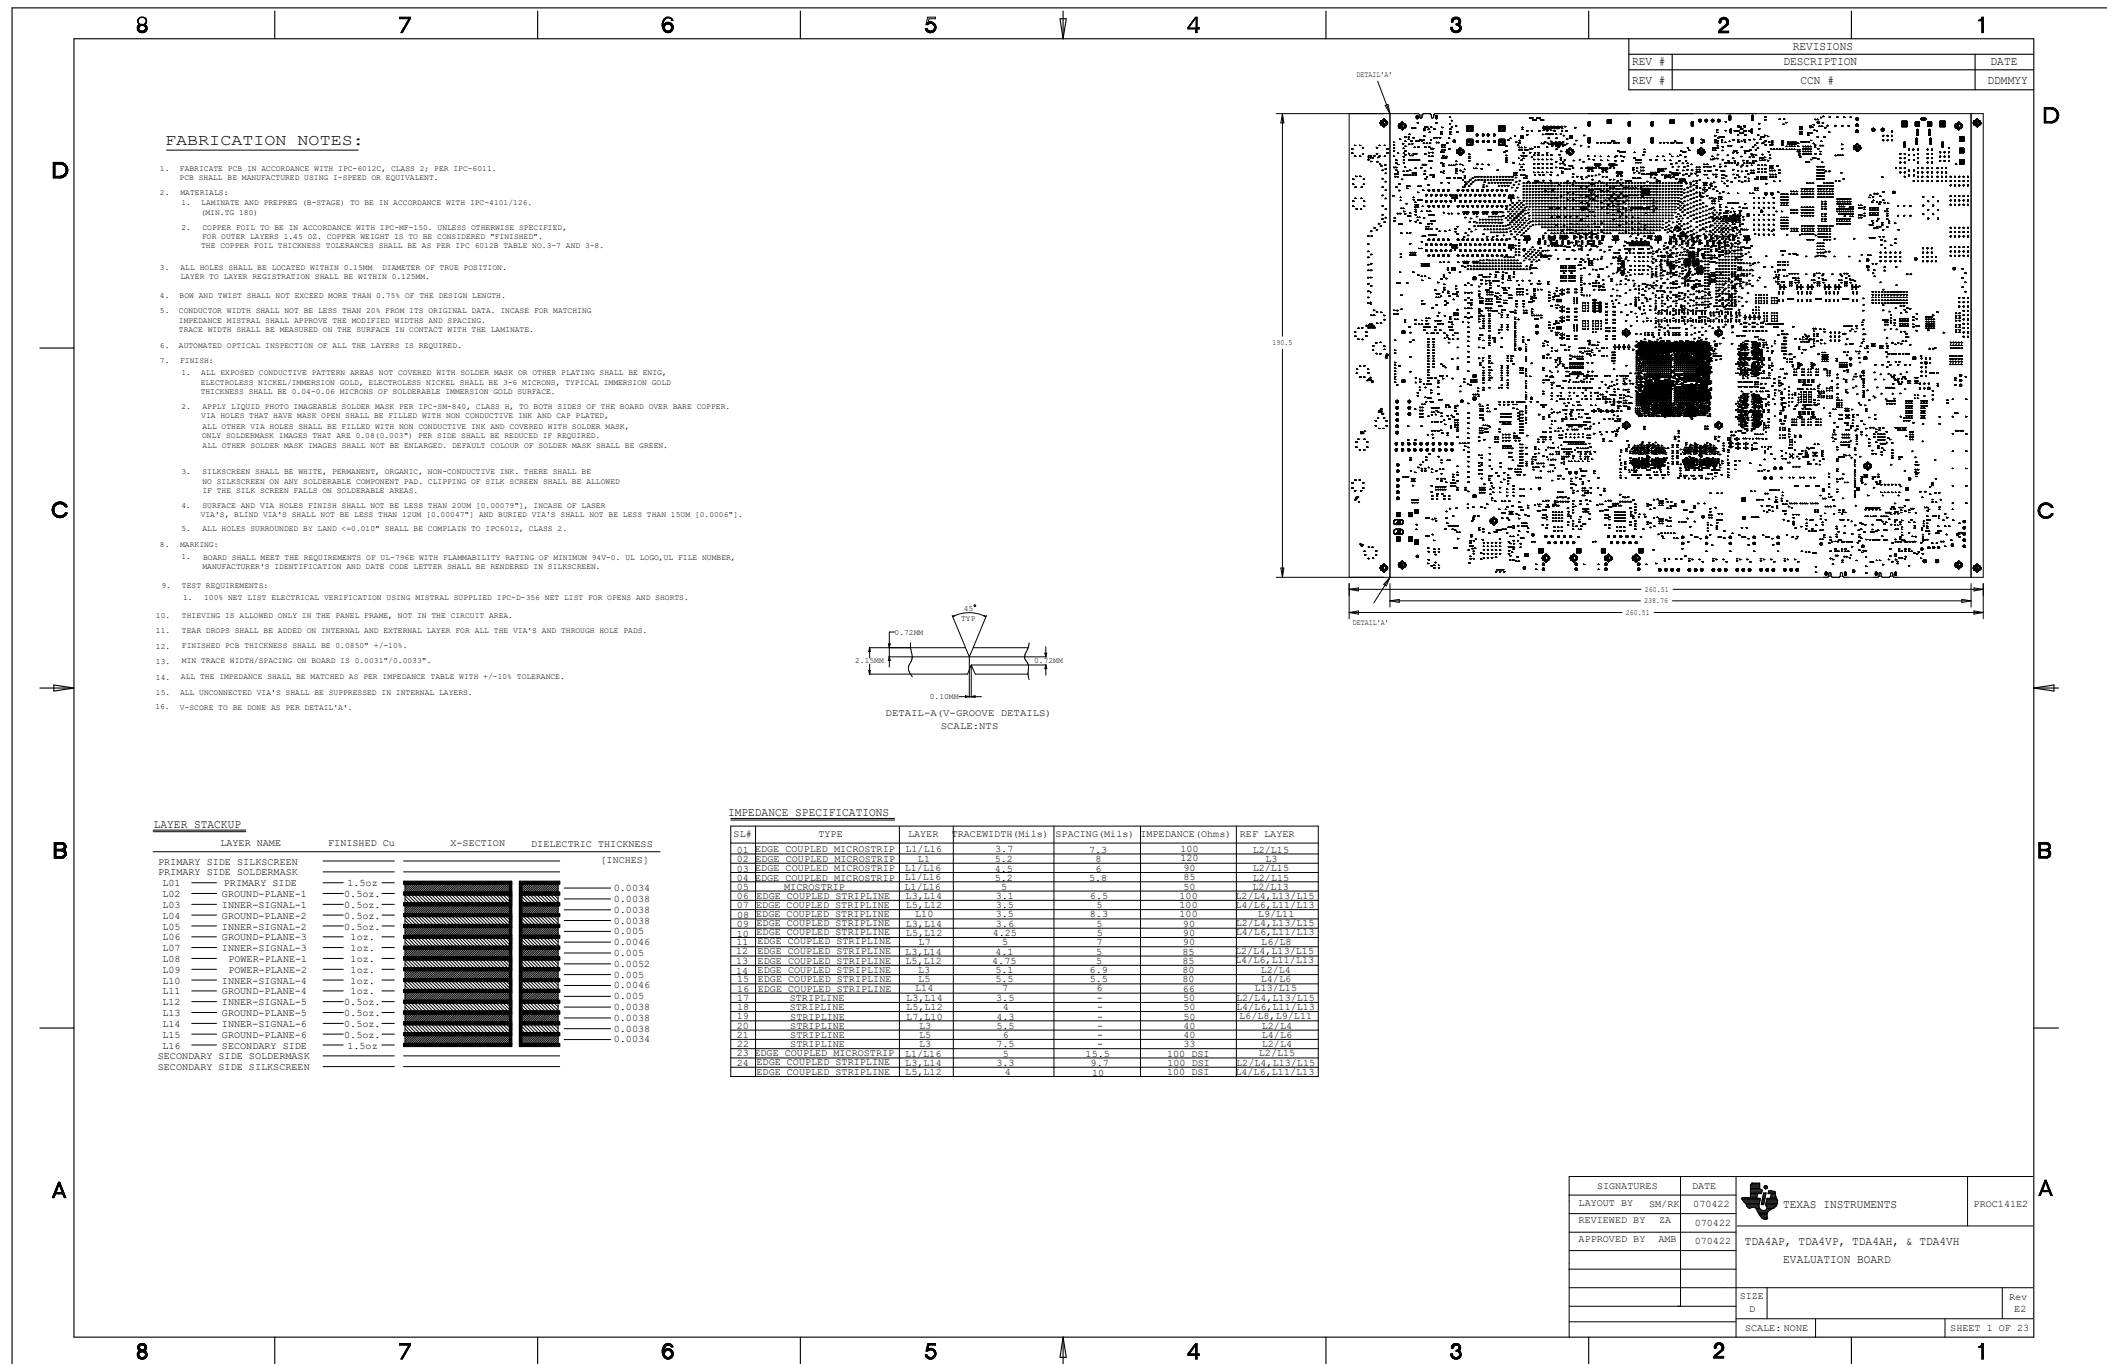 8 7 6 5 4 3 2 1
REVISIONS
REV # DESCRIPTION DATE
REV # CCN # DDMMYY
D
D
C
C
B
B
A
A
DETAIL'A'
190.5
260.51
238.76
260.51
DETAIL'A'
FABRICATION NOTES:
1. FABRICATE PCB IN ACCORDANCE WITH IPC-6012C, CLASS 2; PER IPC-6011.
PCB SHALL BE MANUFACTURED USING I-SPEED OR EQUIVALENT.
2. MATERIALS:
1. LAMINATE AND PREPREG (B-STAGE) TO BE IN ACCORDANCE WITH IPC-4101/126.
(MIN.TG 180)
2. COPPER FOIL TO BE IN ACCORDANCE WITH IPC-MF-150. UNLESS OTHERWISE SPECIFIED,
FOR OUTER LAYERS 1.45 OZ. COPPER WEIGHT IS TO BE CONSIDERED "FINISHED".
THE COPPER FOIL THICKNESS TOLERANCES SHALL BE AS PER IPC 6012B TABLE NO.3-7 AND 3-8.
3. ALL HOLES SHALL BE LOCATED WITHIN 0.15MM DIAMETER OF TRUE POSITION.
LAYER TO LAYER REGISTRATION SHALL BE WITHIN 0.125MM.
4. BOW AND TWIST SHALL NOT EXCEED MORE THAN 0.75% OF THE DESIGN LENGTH.
5. CONDUCTOR WIDTH SHALL NOT BE LESS THAN 20% FROM ITS ORIGINAL DATA. INCASE FOR MATCHING
IMPEDANCE MISTRAL SHALL APPROVE THE MODIFIED WIDTHS AND SPACING.
TRACE WIDTH SHALL BE MEASURED ON THE SURFACE IN CONTACT WITH THE LAMINATE.
6. AUTOMATED OPTICAL INSPECTION OF ALL THE LAYERS IS REQUIRED.
7. FINISH:
1. ALL EXPOSED CONDUCTIVE PATTERN AREAS NOT COVERED WITH SOLDER MASK OR OTHER PLATING SHALL BE ENIG,
ELECTROLESS NICKEL/IMMERSION GOLD, ELECTROLESS NICKEL SHALL BE 3-6 MICRONS, TYPICAL IMMERSION GOLD
THICKNESS SHALL BE 0.04-0.06 MICRONS OF SOLDERABLE IMMERSION GOLD SURFACE.
2. APPLY LIQUID PHOTO IMAGEABLE SOLDER MASK PER IPC-SM-840, CLASS H, TO BOTH SIDES OF THE BOARD OVER BARE COPPER.
VIA HOLES THAT HAVE MASK OPEN SHALL BE FILLED WITH NON CONDUCTIVE INK AND CAP PLATED,
ALL OTHER VIA HOLES SHALL BE FILLED WITH NON CONDUCTIVE INK AND COVERED WITH SOLDER MASK,
ONLY SOLDERMASK IMAGES THAT ARE 0.08(0.003") PER SIDE SHALL BE REDUCED IF REQUIRED.
ALL OTHER SOLDER MASK IMAGES SHALL NOT BE ENLARGED. DEFAULT COLOUR OF SOLDER MASK SHALL BE GREEN.
3. SILKSCREEN SHALL BE WHITE, PERMANENT, ORGANIC, NON-CONDUCTIVE INK. THERE SHALL BE
NO SILKSCREEN ON ANY SOLDERABLE COMPONENT PAD. CLIPPING OF SILK SCREEN SHALL BE ALLOWED
IF THE SILK SCREEN FALLS ON SOLDERABLE AREAS.
4. SURFACE AND VIA HOLES FINISH SHALL NOT BE LESS THAN 20UM [0.00079"], INCASE OF LASER
VIA'S, BLIND VIA'S SHALL NOT BE LESS THAN 12UM [0.00047"] AND BURIED VIA'S SHALL NOT BE LESS THAN 15UM [0.0006"].
5. ALL HOLES SURROUNDED BY LAND <=0.010" SHALL BE COMPLAIN TO IPC6012, CLASS 2.
8. MARKING:
1. BOARD SHALL MEET THE REQUIREMENTS OF UL-796E WITH FLAMMABILITY RATING OF MINIMUM 94V-0. UL LOGO,UL FILE NUMBER,
MANUFACTURER'S IDENTIFICATION AND DATE CODE LETTER SHALL BE RENDERED IN SILKSCREEN.
9. TEST REQUIREMENTS:
1. 100% NET LIST ELECTRICAL VERIFICATION USING MISTRAL SUPPLIED IPC-D-356 NET LIST FOR OPENS AND SHORTS.
10. THIEVING IS ALLOWED ONLY IN THE PANEL FRAME, NOT IN THE CIRCUIT AREA.
11. TEAR DROPS SHALL BE ADDED ON INTERNAL AND EXTERNAL LAYER FOR ALL THE VIA'S AND THROUGH HOLE PADS.
12. FINISHED PCB THICKNESS SHALL BE 0.0850" +/-10%.
13. MIN TRACE WIDTH/SPACING ON BOARD IS 0.0031"/0.0033".
14. ALL THE IMPEDANCE SHALL BE MATCHED AS PER IMPEDANCE TABLE WITH +/-10% TOLERANCE.
15. ALL UNCONNECTED VIA'S SHALL BE SUPPRESSED IN INTERNAL LAYERS.
16. V-SCORE TO BE DONE AS PER DETAIL'A'.
45°
TYP
0.72MM
2.15MM
0.72MM
0.10MM
DETAIL-A(V-GROOVE DETAILS)
SCALE:NTS
LAYER STACKUP
LAYER NAME FINISHED Cu X-SECTION DIELECTRIC THICKNESS
[INCHES]
PRIMARY SIDE SILKSCREEN
PRIMARY SIDE SOLDERMASK
L01 PRIMARY SIDE 1.5oz
0.0034
L02 GROUND-PLANE-1 0.5oz.
0.0038
L03 INNER-SIGNAL-1 0.5oz.
0.0038
L04 GROUND-PLANE-2 0.5oz.
0.0038
L05 INNER-SIGNAL-2 0.5oz.
0.005
L06 GROUND-PLANE-3 1oz.
0.0046
L07 INNER-SIGNAL-3 1oz.
0.005
L08 POWER-PLANE-1 1oz.
0.0052
L09 POWER-PLANE-2 1oz.
0.005
L10 INNER-SIGNAL-4 1oz.
0.0046
L11 GROUND-PLANE-4 1oz.
0.005
L12 INNER-SIGNAL-5 0.5oz.
0.0038
L13 GROUND-PLANE-5 0.5oz.
0.0038
L14 INNER-SIGNAL-6 0.5oz.
0.0038
L15 GROUND-PLANE-6 0.5oz.
0.0034
L16 SECONDARY SIDE 1.5oz
SECONDARY SIDE SOLDERMASK
SECONDARY SIDE SILKSCREEN
IMPEDANCE SPECIFICATIONS
SL# TYPE LAYER TRACEWIDTH(Mils) SPACING(Mils) IMPEDANCE(Ohms) REF LAYER
01 EDGE COUPLED MICROSTRIP L1/L16 3.7 7.3 100 L2/L15
02 EDGE COUPLED MICROSTRIP L1 5.2 8 120 L3
03 EDGE COUPLED MICROSTRIP L1/L16 4.5 6 90 L2/L15
04 EDGE COUPLED MICROSTRIP L1/L16 5.2 5.8 85 L2/L15
05 MICROSTRIP L1/L16 5 50 L2/L13
06 EDGE COUPLED STRIPLINE L3,L14 3.1 6.5 100 L2/L4,L13/L15
07 EDGE COUPLED STRIPLINE L5,L12 3.5 5 100 L4/L6,L11/L13
08 EDGE COUPLED STRIPLINE L10 3.5 8.3 100 L9/L11
09 EDGE COUPLED STRIPLINE L3,L14 3.6 5 90 L2/L4,L13/L15
10 EDGE COUPLED STRIPLINE L5,L12 4.25 5 90 L4/L6,L11/L13
11 EDGE COUPLED STRIPLINE L7 5 7 90 L6/L8
12 EDGE COUPLED STRIPLINE L3,L14 4.1 5 85 L2/L4,L13/L15
13 EDGE COUPLED STRIPLINE L5,L12 4.75 5 85 L4/L6,L11/L13
14 EDGE COUPLED STRIPLINE L3 5.1 6.9 80 L2/L4
15 EDGE COUPLED STRIPLINE L5 5.5 5.5 80 L4/L6
16 EDGE COUPLED STRIPLINE L14 7 6 66 L13/L15
17 STRIPLINE L3,L14 3.5 - 50 L2/L4,L13/L15
18 STRIPLINE L5,L12 4 - 50 L4/L6,L11/L13
19 STRIPLINE L7,L10 4.3 - 50 L6/L8,L9/L11
20 STRIPLINE L3 5.5 - 40 L2/L4
21 STRIPLINE L5 6 - 40 L4/L6
22 STRIPLINE L3 7.5 - 33 L2/L4
23 EDGE COUPLED MICROSTRIP L1/L16 5 15.5 100 DSI L2/L15
24 EDGE COUPLED STRIPLINE L3,L14 3.3 9.7 100 DSI L2/L4,L13/L15
EDGE COUPLED STRIPLINE L5,L12 4 10 100 DSI L4/L6,L11/L13
SIGNATURES DATE
LAYOUT BY SM/RK 070422
REVIEWED BY ZA 070422
APPROVED BY AMB 070422
TEXAS INSTRUMENTS
PROC141E2
TDA4AP, TDA4VP, TDA4AH, & TDA4VH
EVALUATION BOARD
SIZE
D
Rev
E2
SCALE:NONE
SHEET 1 OF 23
8 7 6 5 4 3 2 1